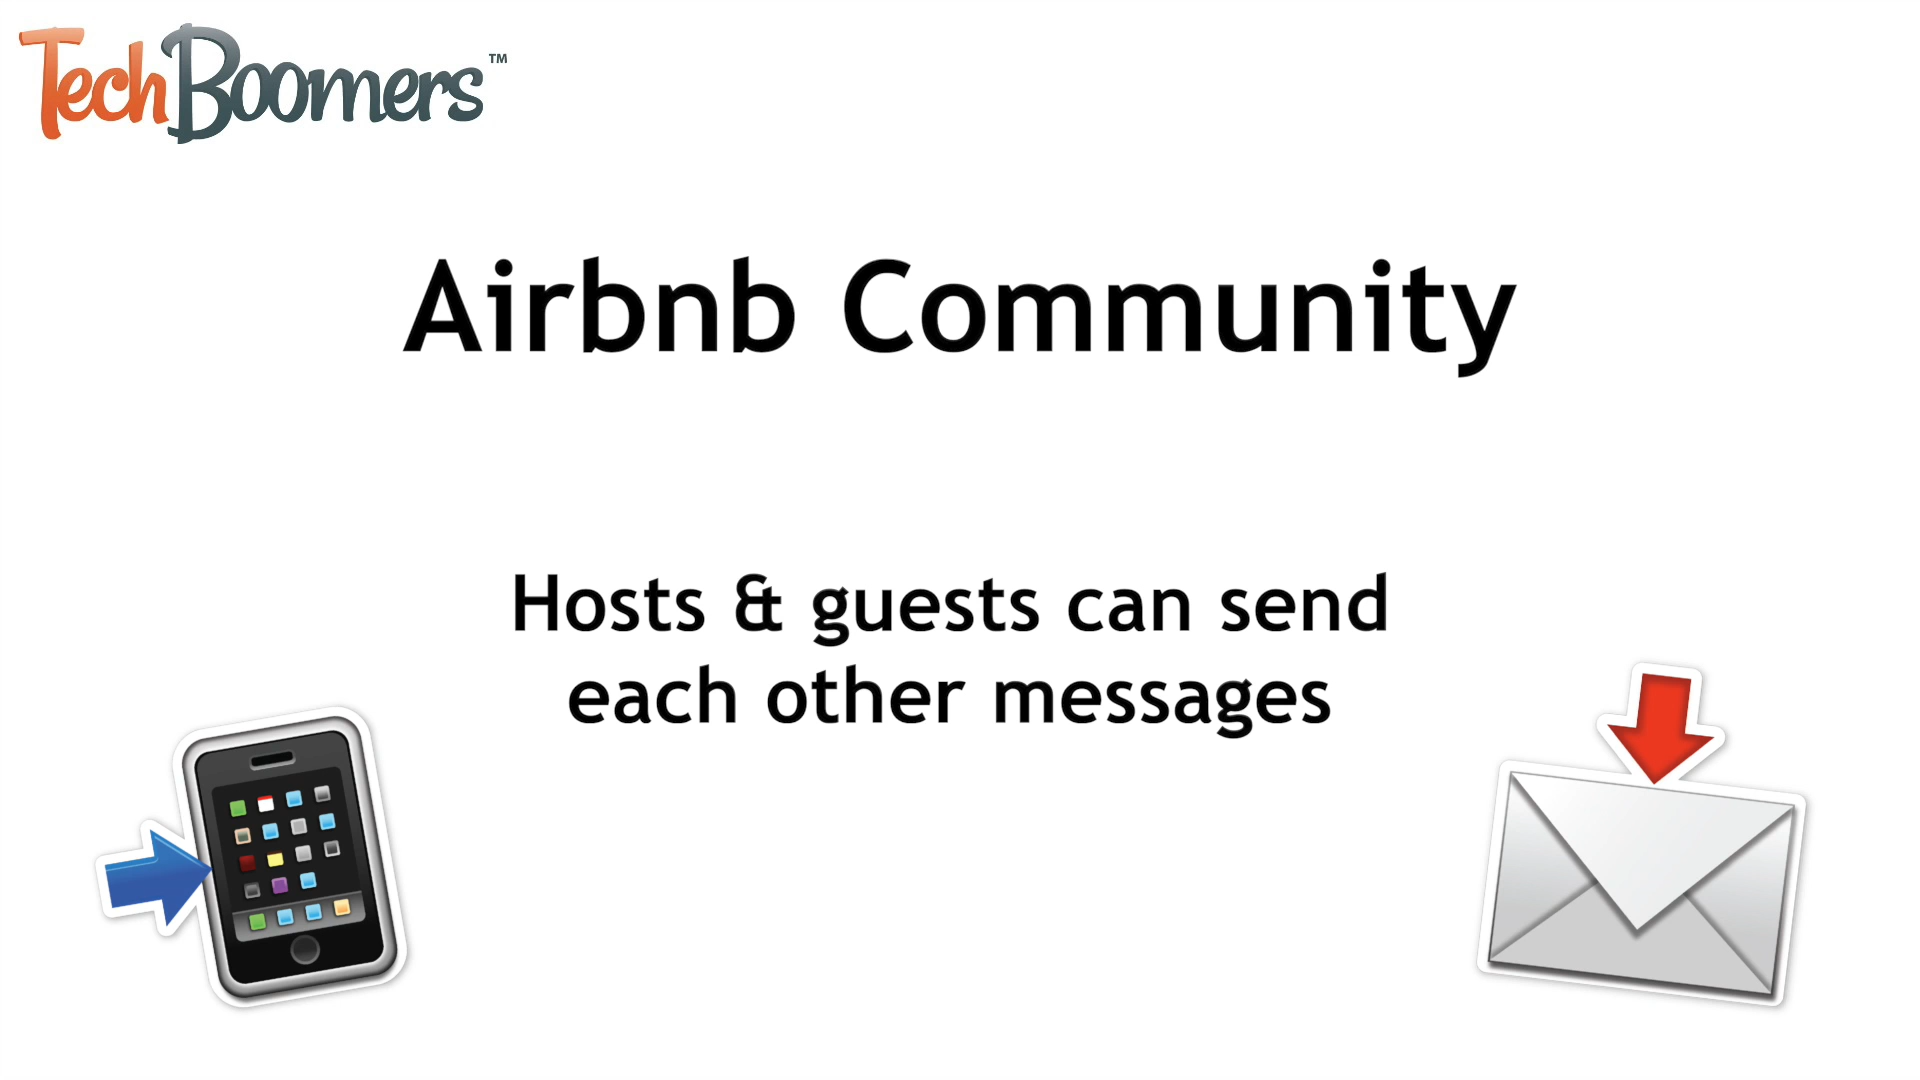 TechBoomers™
Airbnb Community
Hosts & guests can send
each other messages